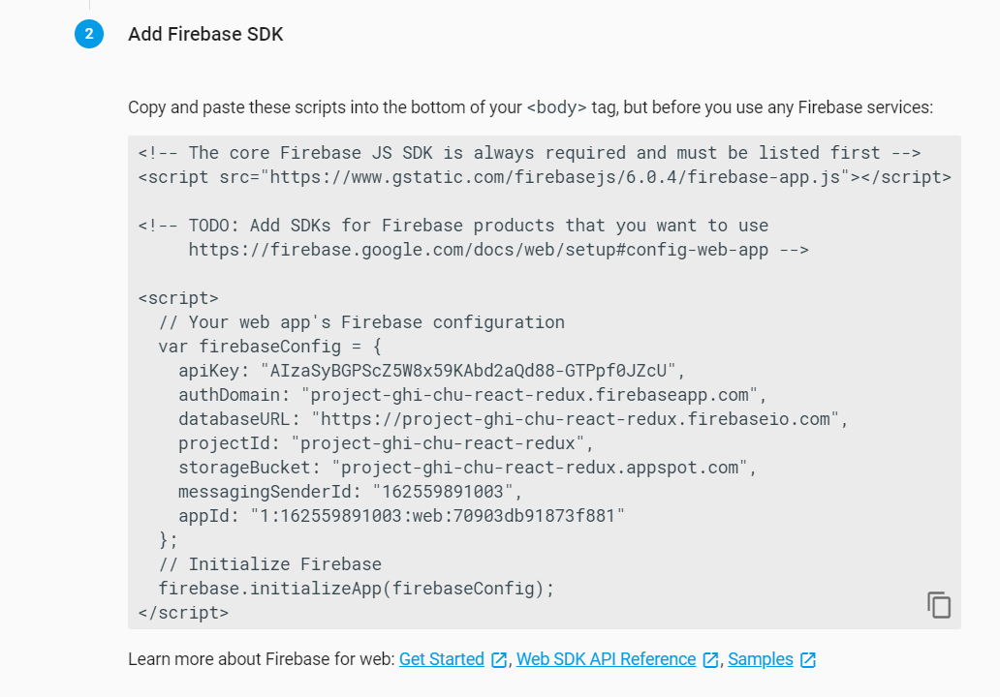 2
Add Firebase SDK
Copy and paste these scripts into the bottom of your <body> tag, but before you use any Firebase services:
<!-- The core Firebase JS SDK is always required and must be listed first -->
<script src="https://www.gstatic.com/firebasejs/6.0.4/firebase-app.js"></script>
<!-- TODO: Add SDKs for Firebase products that you want to use
https://firebase.google.com/docs/web/setup#config-web-app -->
<script>
// Your web app's Firebase configuration
var firebaseConfig = {
apiKey: "AIzaSyBGPScZ5W8x59KAbd2aQd88-GTPpf0JZcU",
authDomain: "project-ghi-chu-react-redux.firebaseapp.com",
databaseURL: "https://project-ghi-chu-react-redux.firebaseio.com",
projectId: "project-ghi-chu-react-redux",
storageBucket: "project-ghi-chu-react-redux.appspot.com",
messagingSenderId: "162559891003",
appId: "1:162559891003:web:70903db91873f881"
};
// Initialize Firebase
firebase.initializeApp(firebaseConfig);
</script>
Learn more about Firebase for web: Get Started , Web SDK API Reference , Samples